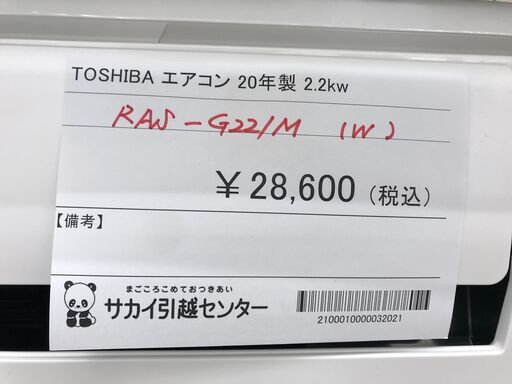 TOSHIBA エアコン 20年製 2.2kw
RAS-G221M (W)
￥28,600（税込）
【備考】
まごころこめておつきあい
サカイ引越センター
2100010000032021